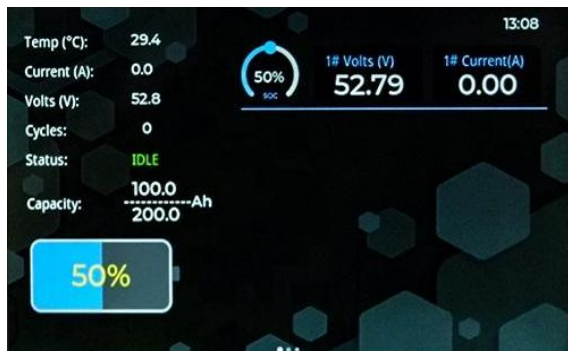 13:08
Temp (°C): 29.4
Current (A): 0.0
Volts (V): 52.8
Cycles: 0
Status: IDLE
Capacity: 100.0
------------Ah
200.0
50%
50%
SOC
1# Volts (V)
52.79
1# Current(A)
0.00